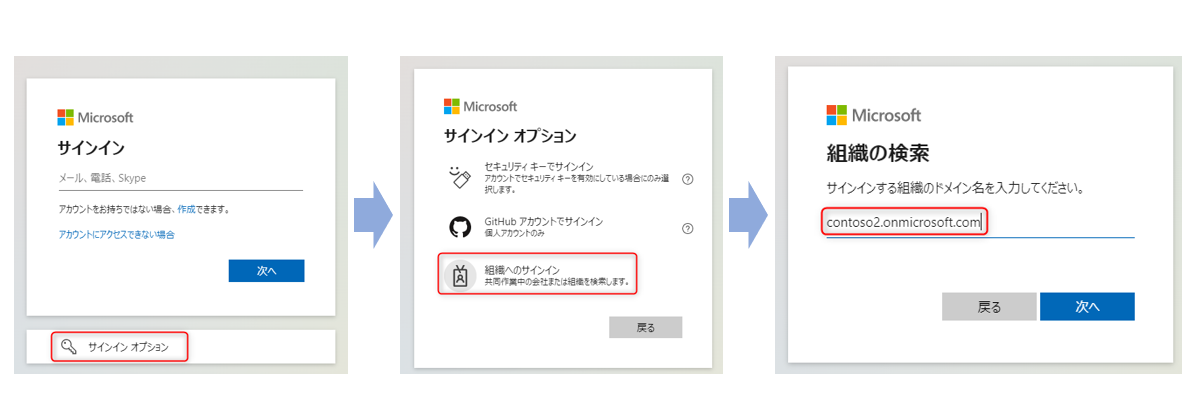 Microsoft
サインイン
メール、電話、Skype
アカウントをお持ちではない場合、作成できます。
アカウントにアクセスできない場合
次へ
サインイン オプション
Microsoft
サインイン オプション
セキュリティ キーでサインイン
アカウントでセキュリティ キーを有効にしている場合にのみ選
択します。
GitHub アカウントでサインイン
個人アカウントのみ
組織へのサインイン
共同作業中の会社または組織を検索します。
戻る
Microsoft
組織の検索
サインインする組織のドメイン名を入力してください。
contoso2.onmicrosoft.com
戻る
次へ